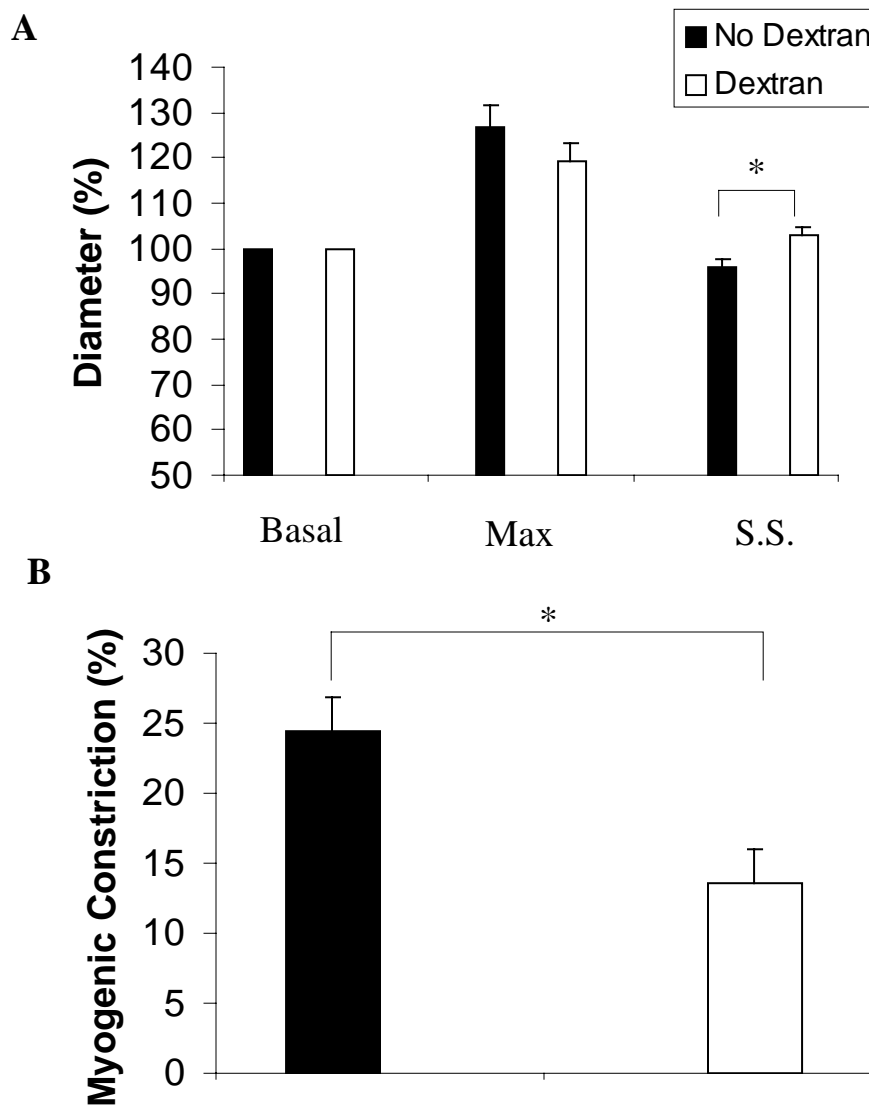 A
No Dextran
Dextran
Diameter (%)
140
130
120
110
100
90
80
70
60
50
*
Basal Max S.S.
B
Myogenic Constriction (%)
30
25
20
15
10
5
0
*